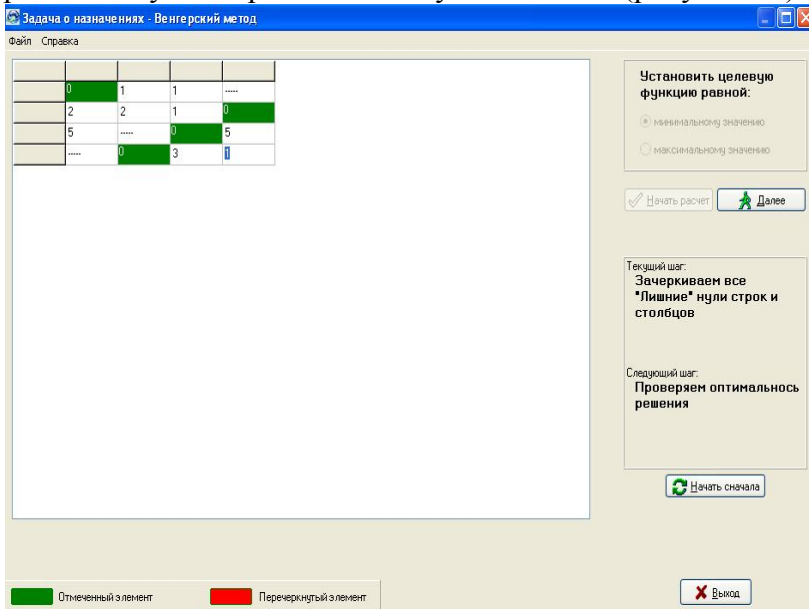 Задача о назначениях - Венгерский метод
Файл Справка
0 1 1 -----
2 2 1 0
5 ----- 0 5
----- 0 3 1
Установить целевую
функцию равной:
минимальному значению
максимальному значению
Начать расчет Далее
Текущий шаг:
Зачеркиваем все
"Лишние" нули строк и
столбцов
Следующий шаг:
Проверяем оптимальнось
решения
Начать сначала
Отмеченный элемент Перечеркнутый элемент
Выход